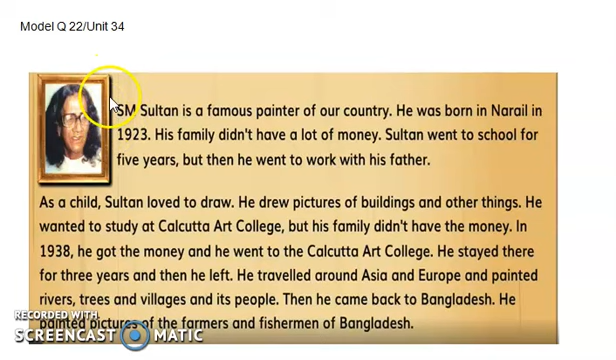 Model Q 22/Unit 34
SM Sultan is a famous painter of our country. He was born in Narail in
1923. His family didn't have a lot of money. Sultan went to school for
five years, but then he went to work with his father.
As a child, Sultan loved to draw. He drew pictures of buildings and other things. He
wanted to study at Calcutta Art College, but his family didn't have the money. In
1938, he got the money and he went to the Calcutta Art College. He stayed there
for three years and then he left. He travelled around Asia and Europe and painted
rivers, trees and villages and its people. Then he came back to Bangladesh. He
painted pictures of the farmers and fishermen of Bangladesh.
RECORDED WITH
SCREENCAST MATIC